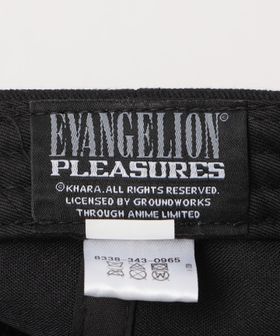 EVANGELION
PLEASURES
©KHARA. ALL RIGHTS RESERVED.
LICENSED BY GROUNDWORKS
THROUGH ANIME LIMITED
8338-343-0965